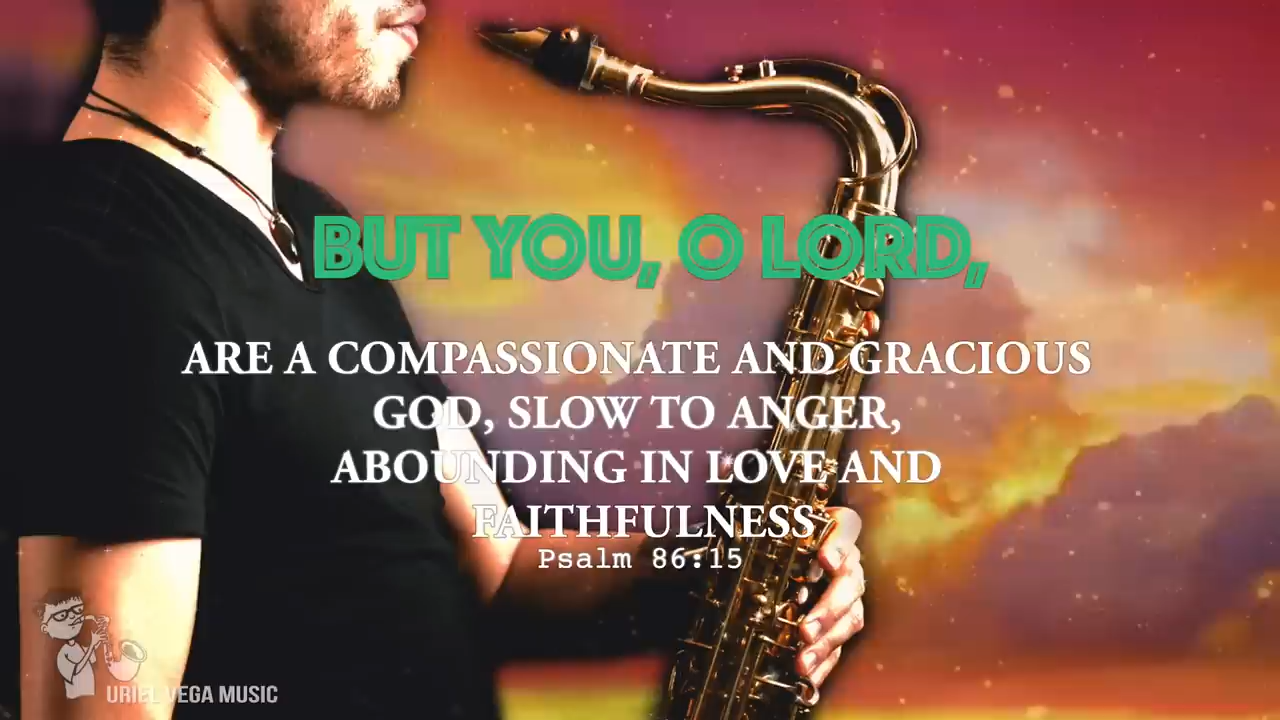 BUT YOU, O LORD,
ARE A COMPASSIONATE AND GRACIOUS
GOD, SLOW TO ANGER,
ABOUNDING IN LOVE AND
FAITHFULNESS
Psalm 86:15
URIEL VEGA MUSIC